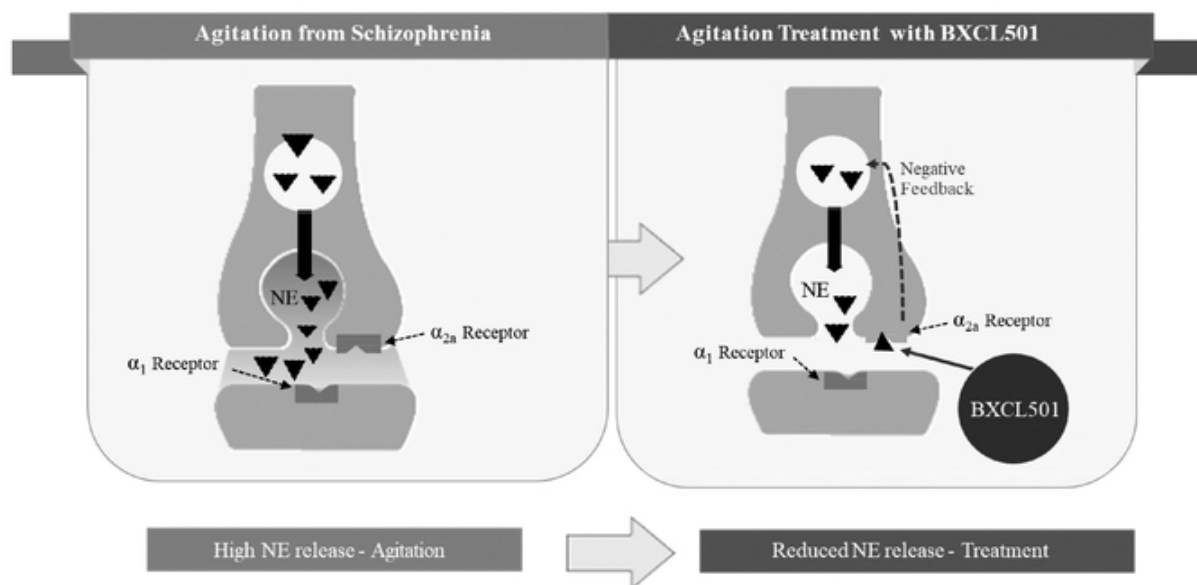 Agitation from Schizophrenia
Agitation Treatment with BXCL501
NE
α1 Receptor
α2a Receptor
Negative
Feedback
NE
α2a Receptor
α1 Receptor
BXCL501
High NE release - Agitation
Reduced NE release - Treatment